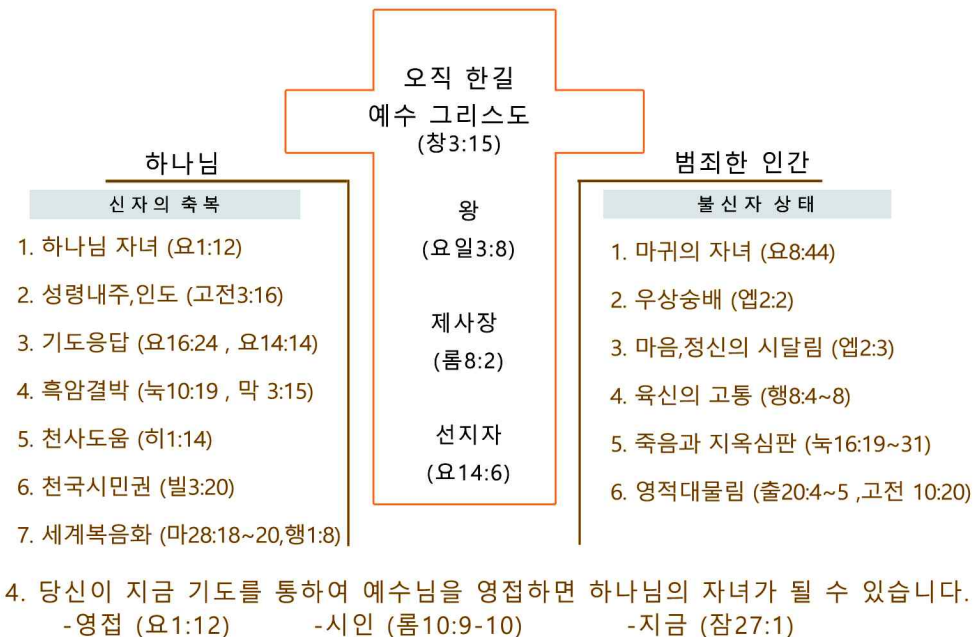 오직 한길
예수 그리스도
(창3:15)
왕
(요일3:8)
제사장
(롬8:2)
선지자
(요14:6)
하나님
신자의 축복
1. 하나님 자녀 (요1:12)
2. 성령내주,인도 (고전3:16)
3. 기도응답 (요16:24 , 요14:14)
4. 흑암결박 (눅10:19 , 막 3:15)
5. 천사도움 (히1:14)
6. 천국시민권 (빌3:20)
7. 세계복음화 (마28:18~20,행1:8)
범죄한 인간
불신자 상태
1. 마귀의 자녀 (요8:44)
2. 우상숭배 (엡2:2)
3. 마음,정신의 시달림 (엡2:3)
4. 육신의 고통 (행8:4~8)
5. 죽음과 지옥심판 (눅16:19~31)
6. 영적대물림 (출20:4~5 ,고전 10:20)
4. 당신이 지금 기도를 통하여 예수님을 영접하면 하나님의 자녀가 될 수 있습니다.
-영접 (요1:12) -시인 (롬10:9-10) -지금 (잠27:1)